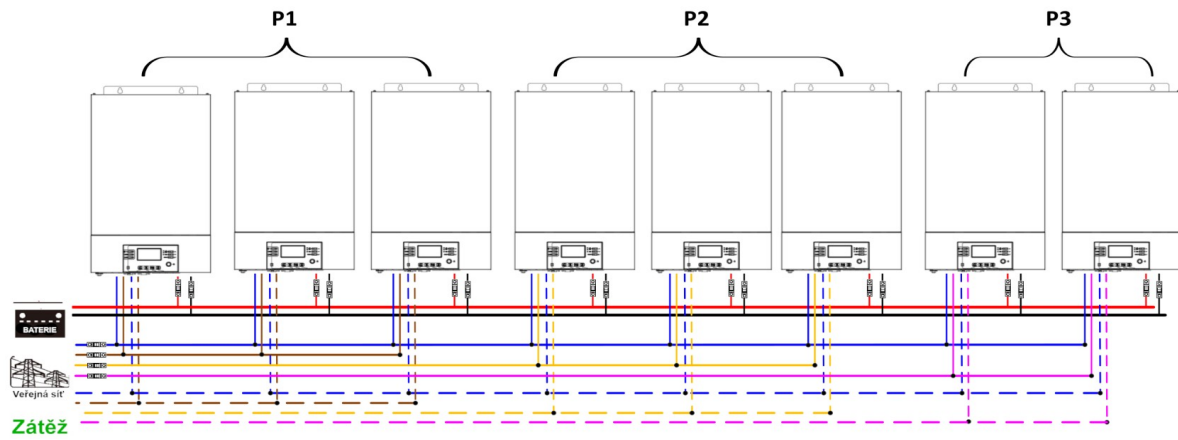 P1
P2
P3
BATERIE
Veřejná síť
Zátěž